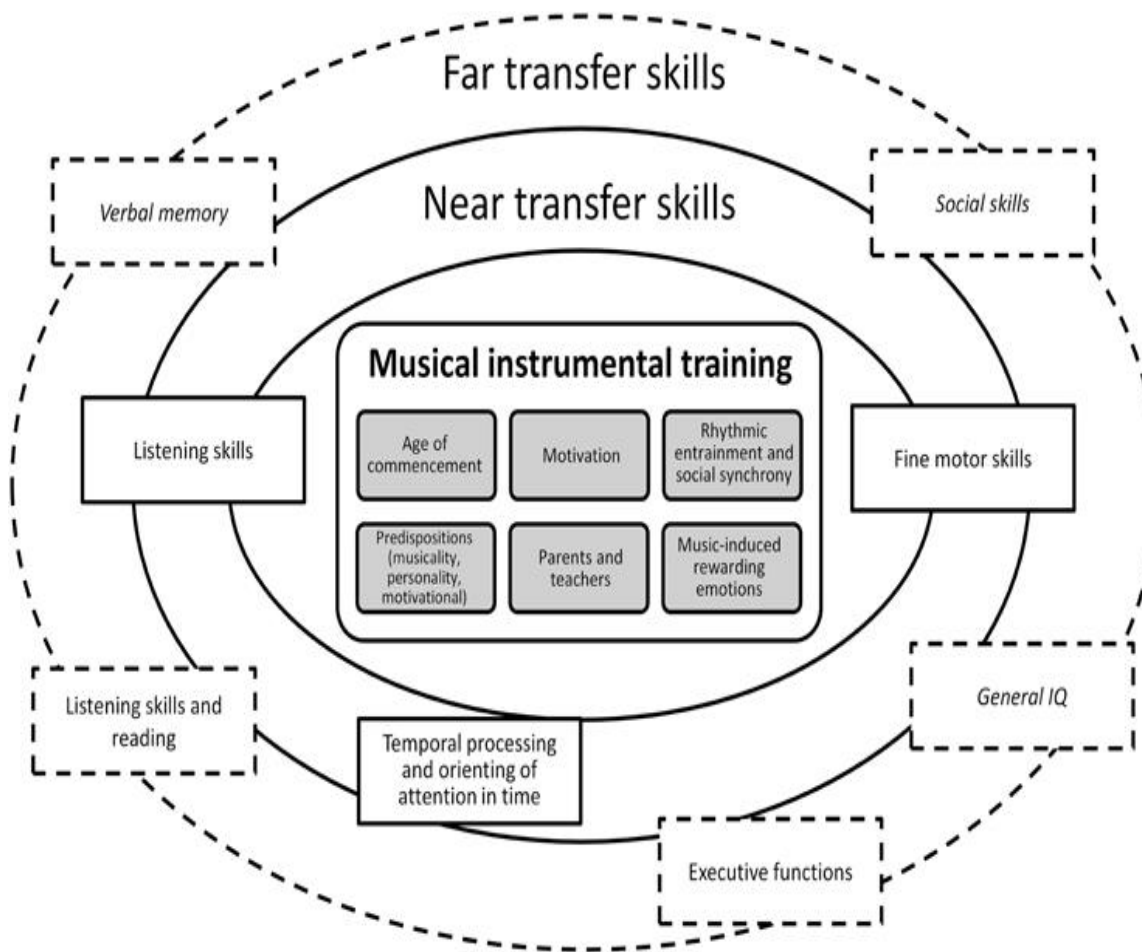 Far transfer skills
Verbal memory
Social skills
Near transfer skills
Musical instrumental training
Listening skills
Age of
commencement
Motivation
Rhythmic
entrainment and
social synchrony
Fine motor skills
Predispositions
(musicality,
personality,
motivational)
Parents and
teachers
Music-induced
rewarding
emotions
Listening skills and
reading
Temporal processing
and orienting of
attention in time
General IQ
Executive functions